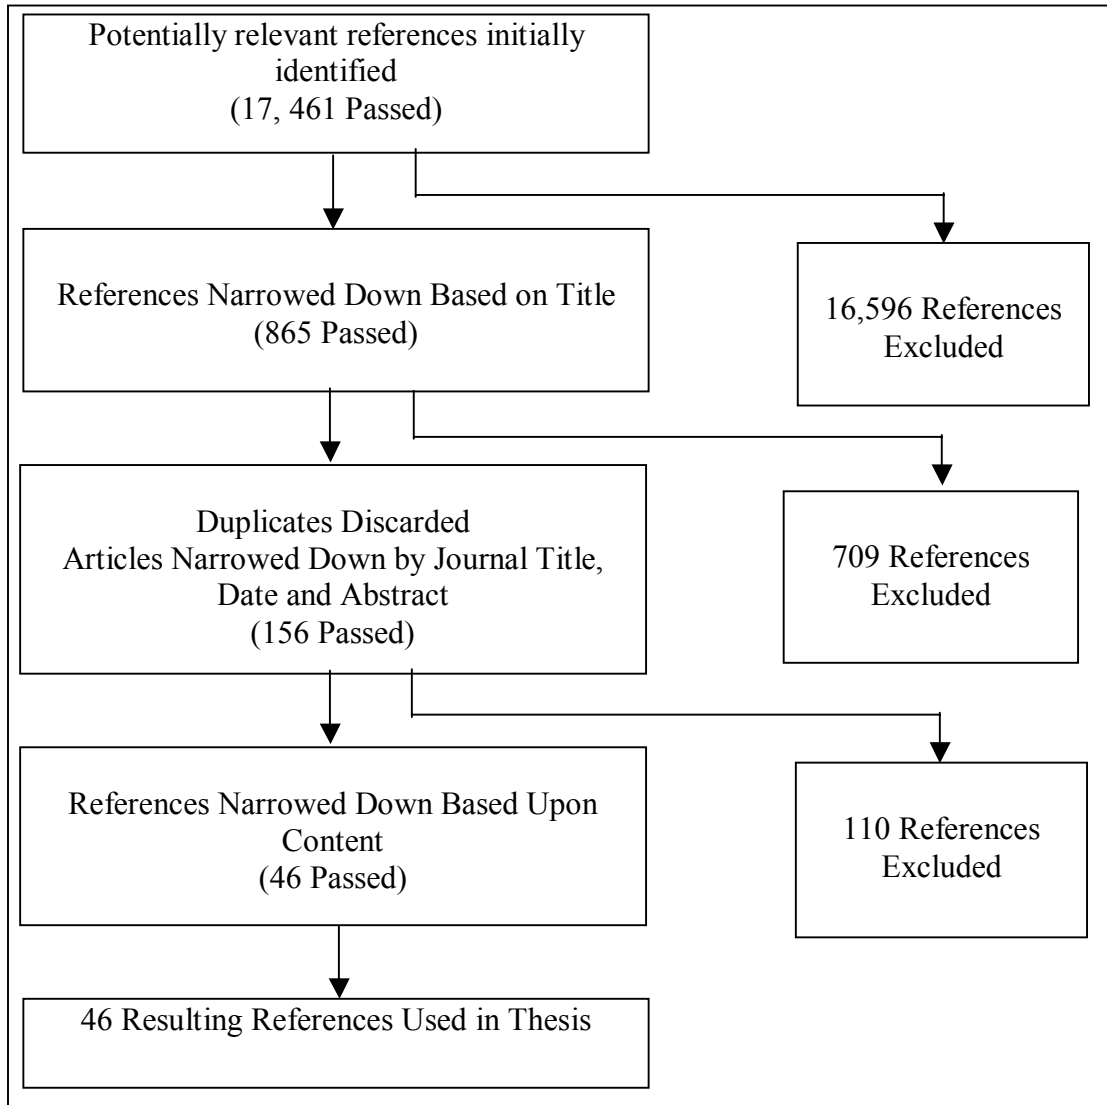 Potentially relevant references initially
identified
(17, 461 Passed)
References Narrowed Down Based on Title
(865 Passed)
16,596 References
Excluded
Duplicates Discarded
Articles Narrowed Down by Journal Title,
Date and Abstract
(156 Passed)
709 References
Excluded
References Narrowed Down Based Upon
Content
(46 Passed)
110 References
Excluded
46 Resulting References Used in Thesis